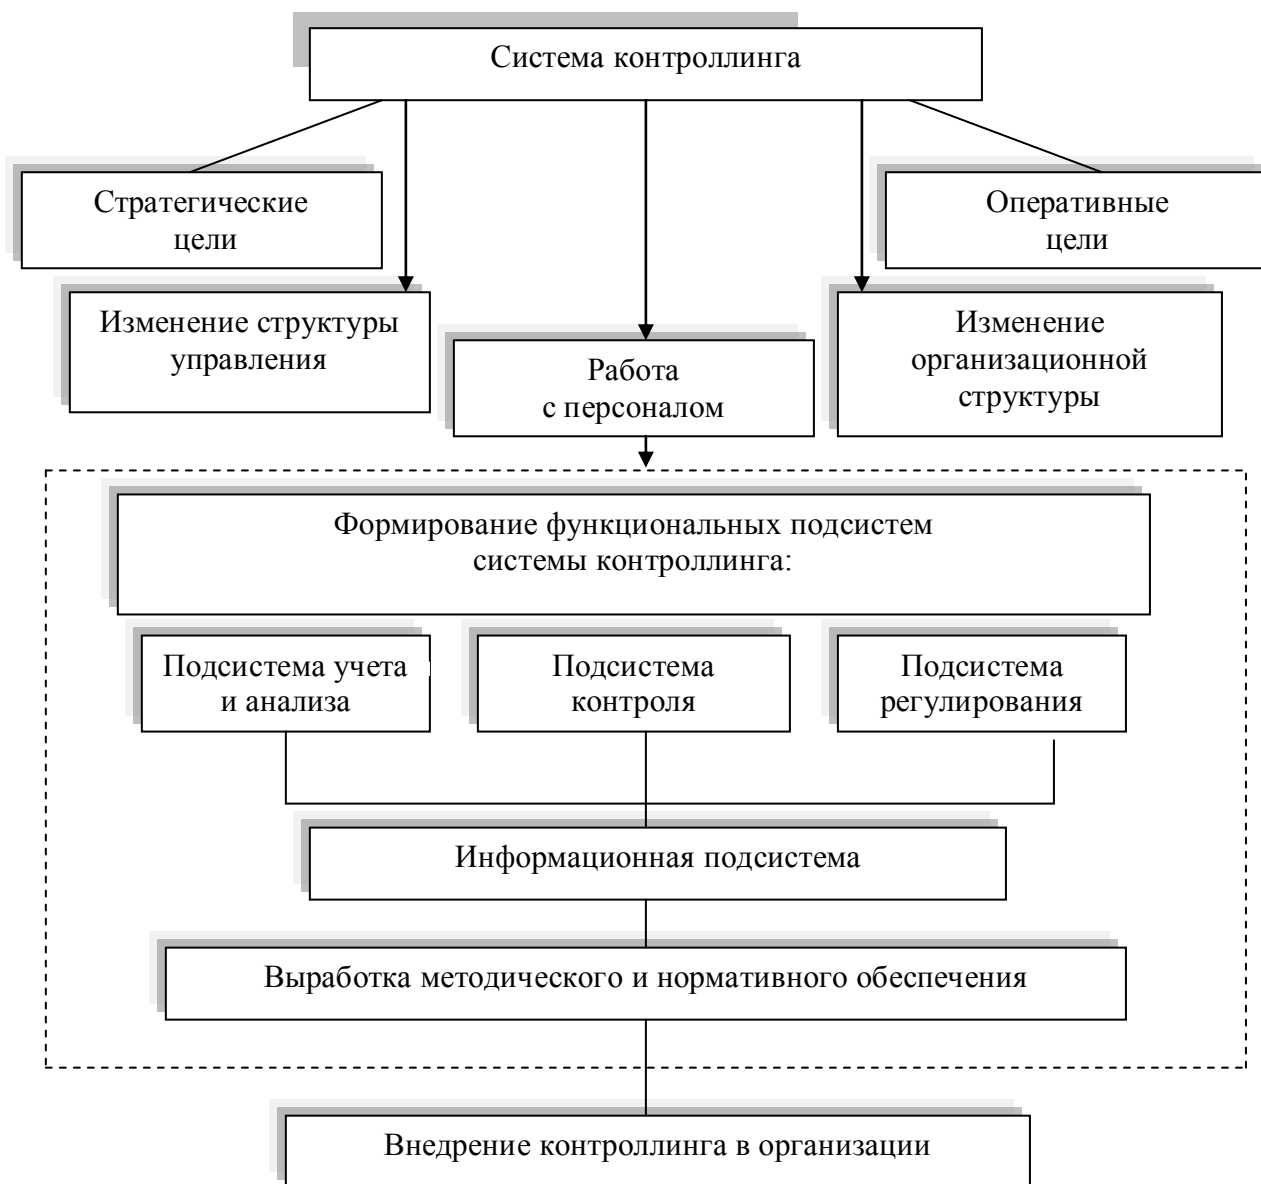 Система контроллинга
Стратегические
цели
Оперативные
цели
Изменение структуры
управления
Работа
с персоналом
Изменение
организационной
структуры
Формирование функциональных подсистем
системы контроллинга:
Подсистема учета
и анализа
Подсистема
контроля
Подсистема
регулирования
Информационная подсистема
Выработка методического и нормативного обеспечения
Внедрение контроллинга в организации